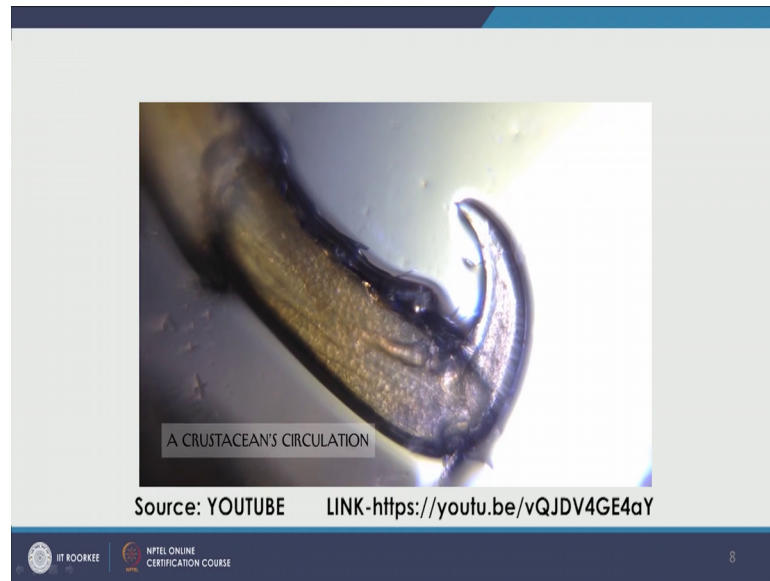 A CRUSTACEAN'S CIRCULATION
Source: YOUTUBE LINK-https://youtu.be/vQJDV4GE4aY
IIT ROORKEE
NPTEL ONLINE
CERTIFICATION COURSE
8